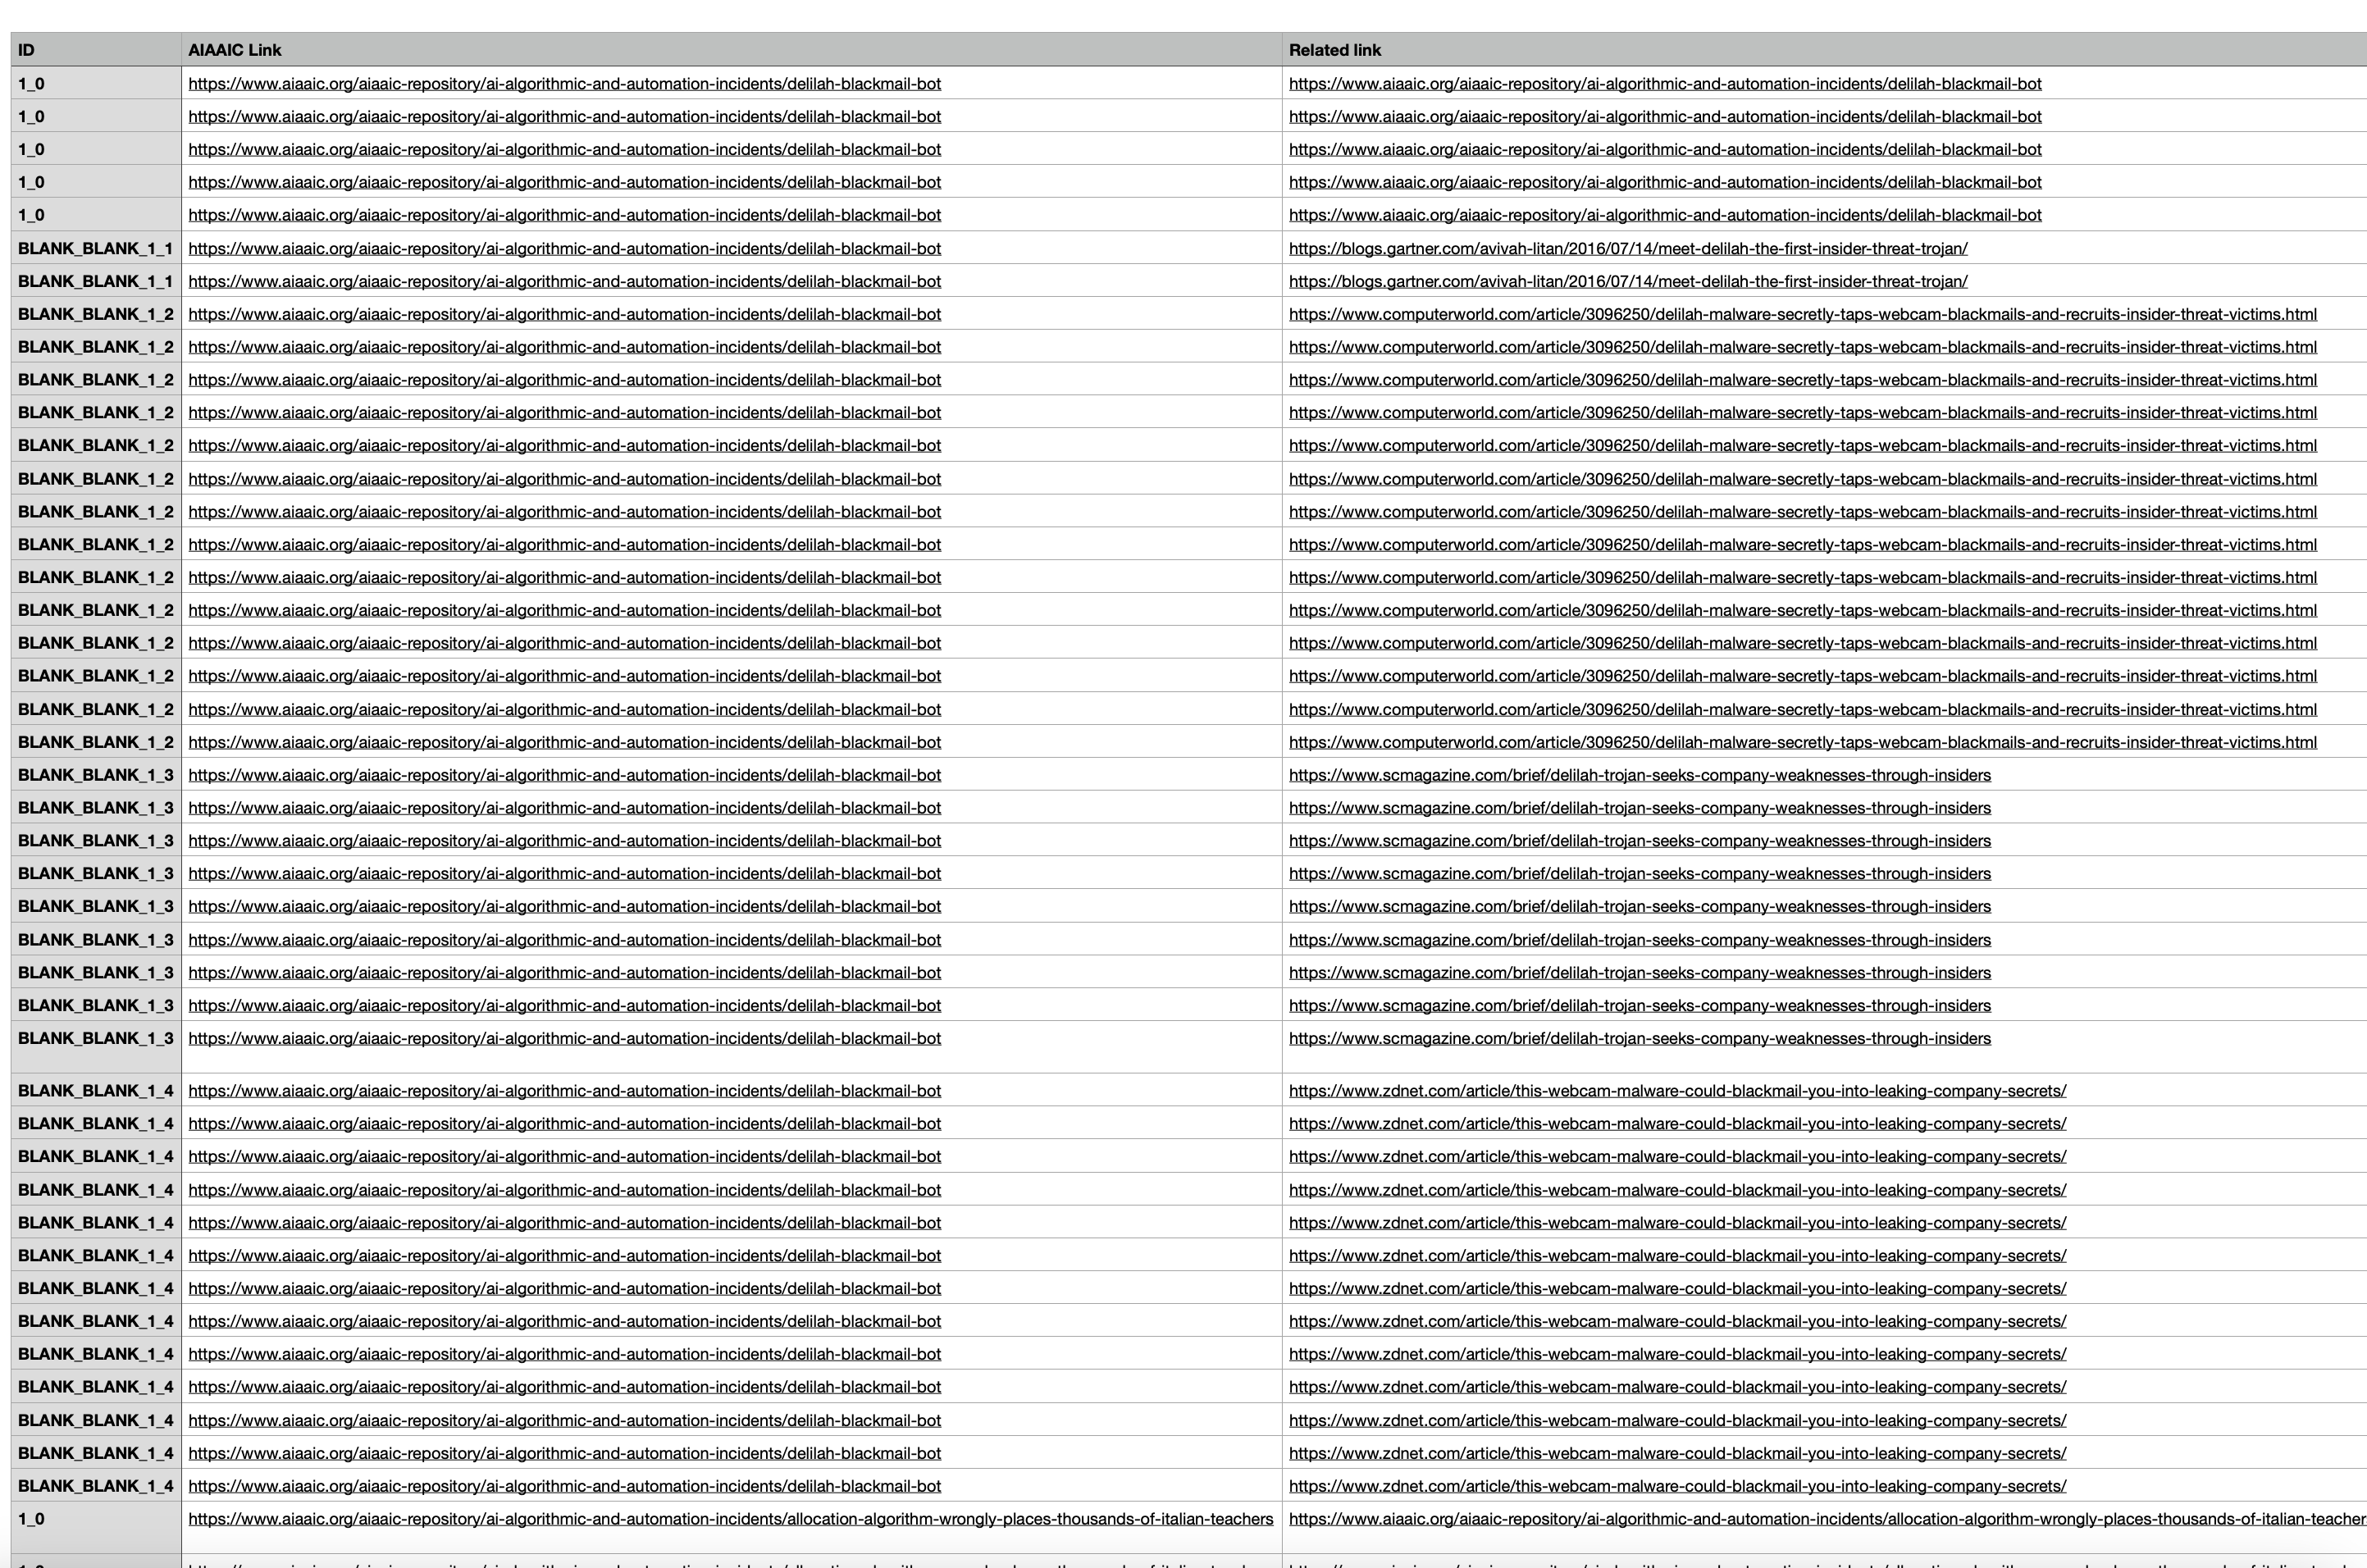 ID AIAAIC Link Related link
1_0 https://www.aiaaic.org/aiaaic-repository/ai-algorithmic-and-automation-incidents/delilah-blackmail-bot https://www.aiaaic.org/aiaaic-repository/ai-algorithmic-and-automation-incidents/delilah-blackmail-bot
1_0 https://www.aiaaic.org/aiaaic-repository/ai-algorithmic-and-automation-incidents/delilah-blackmail-bot https://www.aiaaic.org/aiaaic-repository/ai-algorithmic-and-automation-incidents/delilah-blackmail-bot
1_0 https://www.aiaaic.org/aiaaic-repository/ai-algorithmic-and-automation-incidents/delilah-blackmail-bot https://www.aiaaic.org/aiaaic-repository/ai-algorithmic-and-automation-incidents/delilah-blackmail-bot
1_0 https://www.aiaaic.org/aiaaic-repository/ai-algorithmic-and-automation-incidents/delilah-blackmail-bot https://www.aiaaic.org/aiaaic-repository/ai-algorithmic-and-automation-incidents/delilah-blackmail-bot
1_0 https://www.aiaaic.org/aiaaic-repository/ai-algorithmic-and-automation-incidents/delilah-blackmail-bot https://www.aiaaic.org/aiaaic-repository/ai-algorithmic-and-automation-incidents/delilah-blackmail-bot
BLANK_BLANK_1_1 https://www.aiaaic.org/aiaaic-repository/ai-algorithmic-and-automation-incidents/delilah-blackmail-bot https://blogs.gartner.com/avivah-litan/2016/07/14/meet-delilah-the-first-insider-threat-trojan/
BLANK_BLANK_1_1 https://www.aiaaic.org/aiaaic-repository/ai-algorithmic-and-automation-incidents/delilah-blackmail-bot https://blogs.gartner.com/avivah-litan/2016/07/14/meet-delilah-the-first-insider-threat-trojan/
BLANK_BLANK_1_2 https://www.aiaaic.org/aiaaic-repository/ai-algorithmic-and-automation-incidents/delilah-blackmail-bot https://www.computerworld.com/article/3096250/delilah-malware-secretly-taps-webcam-blackmails-and-recruits-insider-threat-victims.html
BLANK_BLANK_1_2 https://www.aiaaic.org/aiaaic-repository/ai-algorithmic-and-automation-incidents/delilah-blackmail-bot https://www.computerworld.com/article/3096250/delilah-malware-secretly-taps-webcam-blackmails-and-recruits-insider-threat-victims.html
BLANK_BLANK_1_2 https://www.aiaaic.org/aiaaic-repository/ai-algorithmic-and-automation-incidents/delilah-blackmail-bot https://www.computerworld.com/article/3096250/delilah-malware-secretly-taps-webcam-blackmails-and-recruits-insider-threat-victims.html
BLANK_BLANK_1_2 https://www.aiaaic.org/aiaaic-repository/ai-algorithmic-and-automation-incidents/delilah-blackmail-bot https://www.computerworld.com/article/3096250/delilah-malware-secretly-taps-webcam-blackmails-and-recruits-insider-threat-victims.html
BLANK_BLANK_1_2 https://www.aiaaic.org/aiaaic-repository/ai-algorithmic-and-automation-incidents/delilah-blackmail-bot https://www.computerworld.com/article/3096250/delilah-malware-secretly-taps-webcam-blackmails-and-recruits-insider-threat-victims.html
BLANK_BLANK_1_2 https://www.aiaaic.org/aiaaic-repository/ai-algorithmic-and-automation-incidents/delilah-blackmail-bot https://www.computerworld.com/article/3096250/delilah-malware-secretly-taps-webcam-blackmails-and-recruits-insider-threat-victims.html
BLANK_BLANK_1_2 https://www.aiaaic.org/aiaaic-repository/ai-algorithmic-and-automation-incidents/delilah-blackmail-bot https://www.computerworld.com/article/3096250/delilah-malware-secretly-taps-webcam-blackmails-and-recruits-insider-threat-victims.html
BLANK_BLANK_1_2 https://www.aiaaic.org/aiaaic-repository/ai-algorithmic-and-automation-incidents/delilah-blackmail-bot https://www.computerworld.com/article/3096250/delilah-malware-secretly-taps-webcam-blackmails-and-recruits-insider-threat-victims.html
BLANK_BLANK_1_2 https://www.aiaaic.org/aiaaic-repository/ai-algorithmic-and-automation-incidents/delilah-blackmail-bot https://www.computerworld.com/article/3096250/delilah-malware-secretly-taps-webcam-blackmails-and-recruits-insider-threat-victims.html
BLANK_BLANK_1_2 https://www.aiaaic.org/aiaaic-repository/ai-algorithmic-and-automation-incidents/delilah-blackmail-bot https://www.computerworld.com/article/3096250/delilah-malware-secretly-taps-webcam-blackmails-and-recruits-insider-threat-victims.html
BLANK_BLANK_1_2 https://www.aiaaic.org/aiaaic-repository/ai-algorithmic-and-automation-incidents/delilah-blackmail-bot https://www.computerworld.com/article/3096250/delilah-malware-secretly-taps-webcam-blackmails-and-recruits-insider-threat-victims.html
BLANK_BLANK_1_2 https://www.aiaaic.org/aiaaic-repository/ai-algorithmic-and-automation-incidents/delilah-blackmail-bot https://www.computerworld.com/article/3096250/delilah-malware-secretly-taps-webcam-blackmails-and-recruits-insider-threat-victims.html
BLANK_BLANK_1_2 https://www.aiaaic.org/aiaaic-repository/ai-algorithmic-and-automation-incidents/delilah-blackmail-bot https://www.computerworld.com/article/3096250/delilah-malware-secretly-taps-webcam-blackmails-and-recruits-insider-threat-victims.html
BLANK_BLANK_1_2 https://www.aiaaic.org/aiaaic-repository/ai-algorithmic-and-automation-incidents/delilah-blackmail-bot https://www.computerworld.com/article/3096250/delilah-malware-secretly-taps-webcam-blackmails-and-recruits-insider-threat-victims.html
BLANK_BLANK_1_3 https://www.aiaaic.org/aiaaic-repository/ai-algorithmic-and-automation-incidents/delilah-blackmail-bot https://www.scmagazine.com/brief/delilah-trojan-seeks-company-weaknesses-through-insiders
BLANK_BLANK_1_3 https://www.aiaaic.org/aiaaic-repository/ai-algorithmic-and-automation-incidents/delilah-blackmail-bot https://www.scmagazine.com/brief/delilah-trojan-seeks-company-weaknesses-through-insiders
BLANK_BLANK_1_3 https://www.aiaaic.org/aiaaic-repository/ai-algorithmic-and-automation-incidents/delilah-blackmail-bot https://www.scmagazine.com/brief/delilah-trojan-seeks-company-weaknesses-through-insiders
BLANK_BLANK_1_3 https://www.aiaaic.org/aiaaic-repository/ai-algorithmic-and-automation-incidents/delilah-blackmail-bot https://www.scmagazine.com/brief/delilah-trojan-seeks-company-weaknesses-through-insiders
BLANK_BLANK_1_3 https://www.aiaaic.org/aiaaic-repository/ai-algorithmic-and-automation-incidents/delilah-blackmail-bot https://www.scmagazine.com/brief/delilah-trojan-seeks-company-weaknesses-through-insiders
BLANK_BLANK_1_3 https://www.aiaaic.org/aiaaic-repository/ai-algorithmic-and-automation-incidents/delilah-blackmail-bot https://www.scmagazine.com/brief/delilah-trojan-seeks-company-weaknesses-through-insiders
BLANK_BLANK_1_3 https://www.aiaaic.org/aiaaic-repository/ai-algorithmic-and-automation-incidents/delilah-blackmail-bot https://www.scmagazine.com/brief/delilah-trojan-seeks-company-weaknesses-through-insiders
BLANK_BLANK_1_3 https://www.aiaaic.org/aiaaic-repository/ai-algorithmic-and-automation-incidents/delilah-blackmail-bot https://www.scmagazine.com/brief/delilah-trojan-seeks-company-weaknesses-through-insiders
BLANK_BLANK_1_3 https://www.aiaaic.org/aiaaic-repository/ai-algorithmic-and-automation-incidents/delilah-blackmail-bot https://www.scmagazine.com/brief/delilah-trojan-seeks-company-weaknesses-through-insiders
BLANK_BLANK_1_4 https://www.aiaaic.org/aiaaic-repository/ai-algorithmic-and-automation-incidents/delilah-blackmail-bot https://www.zdnet.com/article/this-webcam-malware-could-blackmail-you-into-leaking-company-secrets/
BLANK_BLANK_1_4 https://www.aiaaic.org/aiaaic-repository/ai-algorithmic-and-automation-incidents/delilah-blackmail-bot https://www.zdnet.com/article/this-webcam-malware-could-blackmail-you-into-leaking-company-secrets/
BLANK_BLANK_1_4 https://www.aiaaic.org/aiaaic-repository/ai-algorithmic-and-automation-incidents/delilah-blackmail-bot https://www.zdnet.com/article/this-webcam-malware-could-blackmail-you-into-leaking-company-secrets/
BLANK_BLANK_1_4 https://www.aiaaic.org/aiaaic-repository/ai-algorithmic-and-automation-incidents/delilah-blackmail-bot https://www.zdnet.com/article/this-webcam-malware-could-blackmail-you-into-leaking-company-secrets/
BLANK_BLANK_1_4 https://www.aiaaic.org/aiaaic-repository/ai-algorithmic-and-automation-incidents/delilah-blackmail-bot https://www.zdnet.com/article/this-webcam-malware-could-blackmail-you-into-leaking-company-secrets/
BLANK_BLANK_1_4 https://www.aiaaic.org/aiaaic-repository/ai-algorithmic-and-automation-incidents/delilah-blackmail-bot https://www.zdnet.com/article/this-webcam-malware-could-blackmail-you-into-leaking-company-secrets/
BLANK_BLANK_1_4 https://www.aiaaic.org/aiaaic-repository/ai-algorithmic-and-automation-incidents/delilah-blackmail-bot https://www.zdnet.com/article/this-webcam-malware-could-blackmail-you-into-leaking-company-secrets/
BLANK_BLANK_1_4 https://www.aiaaic.org/aiaaic-repository/ai-algorithmic-and-automation-incidents/delilah-blackmail-bot https://www.zdnet.com/article/this-webcam-malware-could-blackmail-you-into-leaking-company-secrets/
BLANK_BLANK_1_4 https://www.aiaaic.org/aiaaic-repository/ai-algorithmic-and-automation-incidents/delilah-blackmail-bot https://www.zdnet.com/article/this-webcam-malware-could-blackmail-you-into-leaking-company-secrets/
BLANK_BLANK_1_4 https://www.aiaaic.org/aiaaic-repository/ai-algorithmic-and-automation-incidents/delilah-blackmail-bot https://www.zdnet.com/article/this-webcam-malware-could-blackmail-you-into-leaking-company-secrets/
BLANK_BLANK_1_4 https://www.aiaaic.org/aiaaic-repository/ai-algorithmic-and-automation-incidents/delilah-blackmail-bot https://www.zdnet.com/article/this-webcam-malware-could-blackmail-you-into-leaking-company-secrets/
BLANK_BLANK_1_4 https://www.aiaaic.org/aiaaic-repository/ai-algorithmic-and-automation-incidents/delilah-blackmail-bot https://www.zdnet.com/article/this-webcam-malware-could-blackmail-you-into-leaking-company-secrets/
BLANK_BLANK_1_4 https://www.aiaaic.org/aiaaic-repository/ai-algorithmic-and-automation-incidents/delilah-blackmail-bot https://www.zdnet.com/article/this-webcam-malware-could-blackmail-you-into-leaking-company-secrets/
1_0 https://www.aiaaic.org/aiaaic-repository/ai-algorithmic-and-automation-incidents/allocation-algorithm-wrongly-places-thousands-of-italian-teachers https://www.aiaaic.org/aiaaic-repository/ai-algorithmic-and-automation-incidents/allocation-algorithm-wrongly-places-thousands-of-italian-teacher